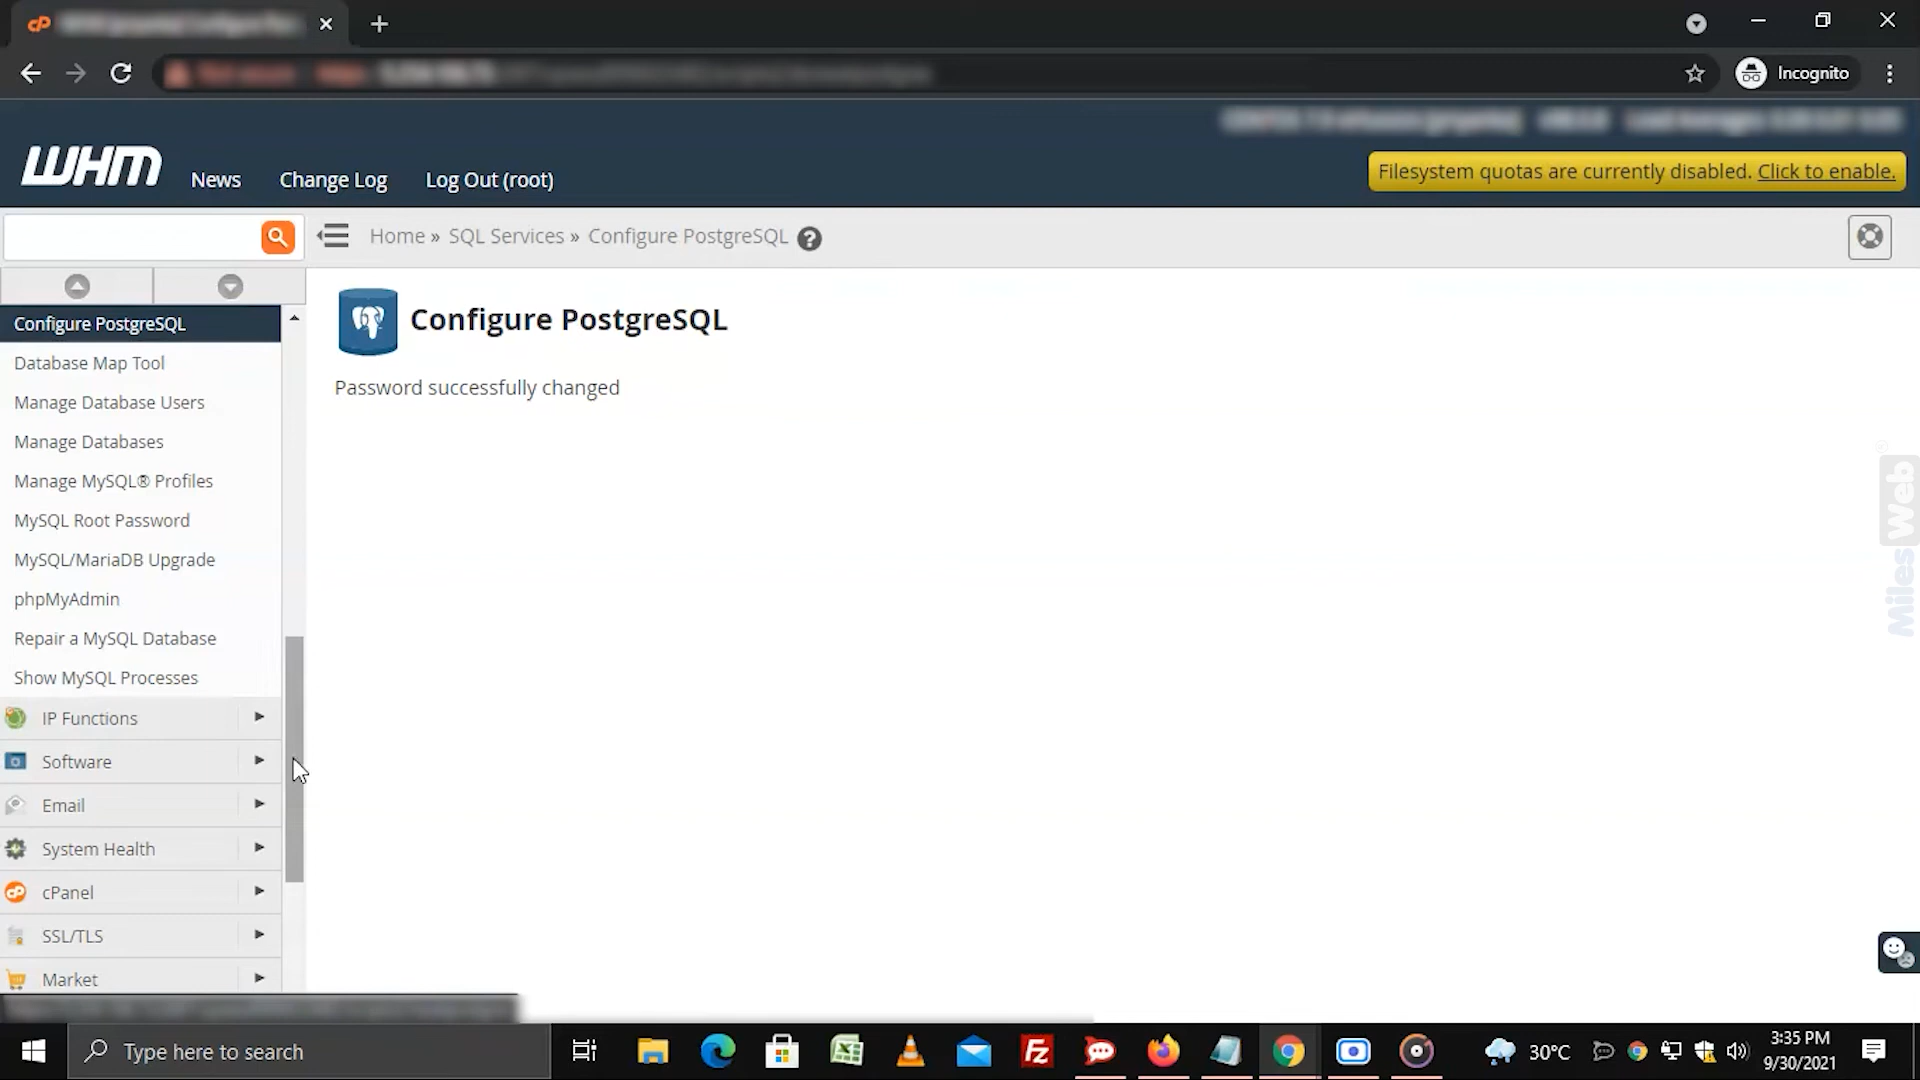 Incognito
WHM
News
Change Log
Log Out (root)
Filesystem quotas are currently disabled. Click to enable.
Home » SQL Services » Configure PostgreSQL
Configure PostgreSQL
Database Map Tool
Manage Database Users
Manage Databases
Manage MySQL® Profiles
MySQL Root Password
MySQL/MariaDB Upgrade
phpMyAdmin
Repair a MySQL Database
Show MySQL Processes
IP Functions
Software
Email
System Health
cPanel
SSL/TLS
Market
Configure PostgreSQL
Password successfully changed
MilesWeb
Type here to search
30°C
3:35 PM
9/30/2021